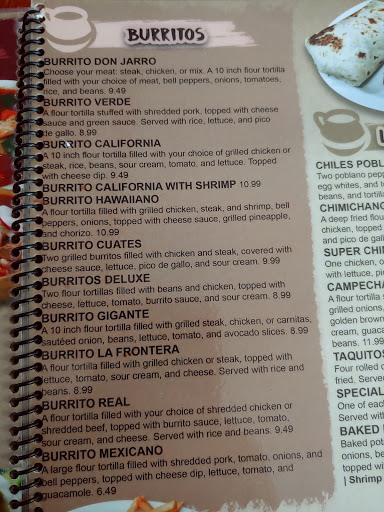 BURRITOS
BURRITO DON JARRO
Choose your meat: steak, chicken, or mix. A 10 inch flour tortilla
filled with your choice of meat, bell peppers, onions, tomatoes,
rice, and beans. 9.49
BURRITO VERDE
A flour tortilla stuffed with shredded pork, topped with cheese
sauce and green sauce. Served with rice, lettuce, and pico
de gallo. 8.99
BURRITO CALIFORNIA
A 10 inch flour tortilla filled with your choice of grilled chicken or
steak, rice, beans, sour cream, tomato, and lettuce. Topped
with cheese dip. 9.49
BURRITO CALIFORNIA WITH SHRIMP 10.99
BURRITO HAWAIIANO
A flour tortilla filled with grilled chicken, steak, and shrimp, bell
peppers, onions, topped with cheese sauce, grilled pineapple,
and chorizo. 10.99
BURRITO CUATES
Two grilled burritos filled with chicken and steak, covered with
cheese sauce, lettuce, pico de gallo, and sour cream. 9.99
BURRITOS DELUXE
Two flour tortillas filled with beans and chicken, topped with
cheese, lettuce, tomato, burrito sauce, and sour cream. 8.99
BURRITO GIGANTE
A 10 inch flour tortilla filled with grilled steak, chicken, or carnitas,
sautéed onion, beans, lettuce, tomato, and avocado slices. 8.99
BURRITO LA FRONTERA
A flour tortilla filled with grilled chicken or steak, topped with
lettuce, tomato, sour cream, and cheese. Served with rice and
beans. 8.99
BURRITO REAL
A flour tortilla filled with your choice of shredded chicken or
shredded beef, topped with burrito sauce, lettuce, tomato,
sour cream, and cheese. Served with rice and beans. 9.49
BURRITO MEXICANO
A large flour tortilla filled with shredded pork, tomato, onions, and
bell peppers, topped with cheese dip, lettuce, tomato, and
guacamole. 6.49
CHILES POBL
Two poblano pepp
egg whites, and to
beans, and tortillas
CHIMICHANG
A deep fried flou
chicken, topped
and pico de gal
SUPER CHI
One chicken, o
with lettuce, pi
CAMPECHA
A flour tortilla
grilled onions,
golden brown
cream, guaca
beans. 11.99
TAQUITOS
Four rolled c
fried. Served
SPECIAL
One of each
Served with
BAKED
Baked pot
onions, be
topped wit
| Shrimp